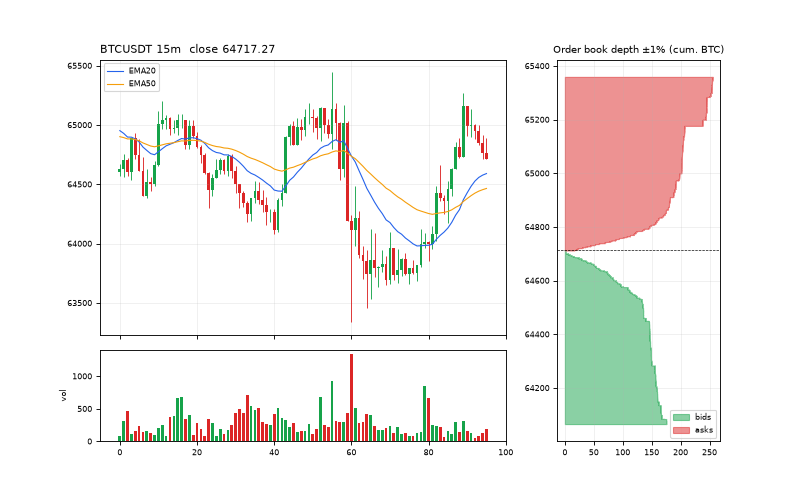 BTCUSDT 15m  close 64717.27
EMA20
EMA50
65500
65000
64500
64000
63500
vol
1000
500
0
0 20 40 60 80 100
Order book depth ±1% (cum. BTC)
65400
65200
65000
64800
64600
64400
64200
bids
asks
0 50 100 150 200 250